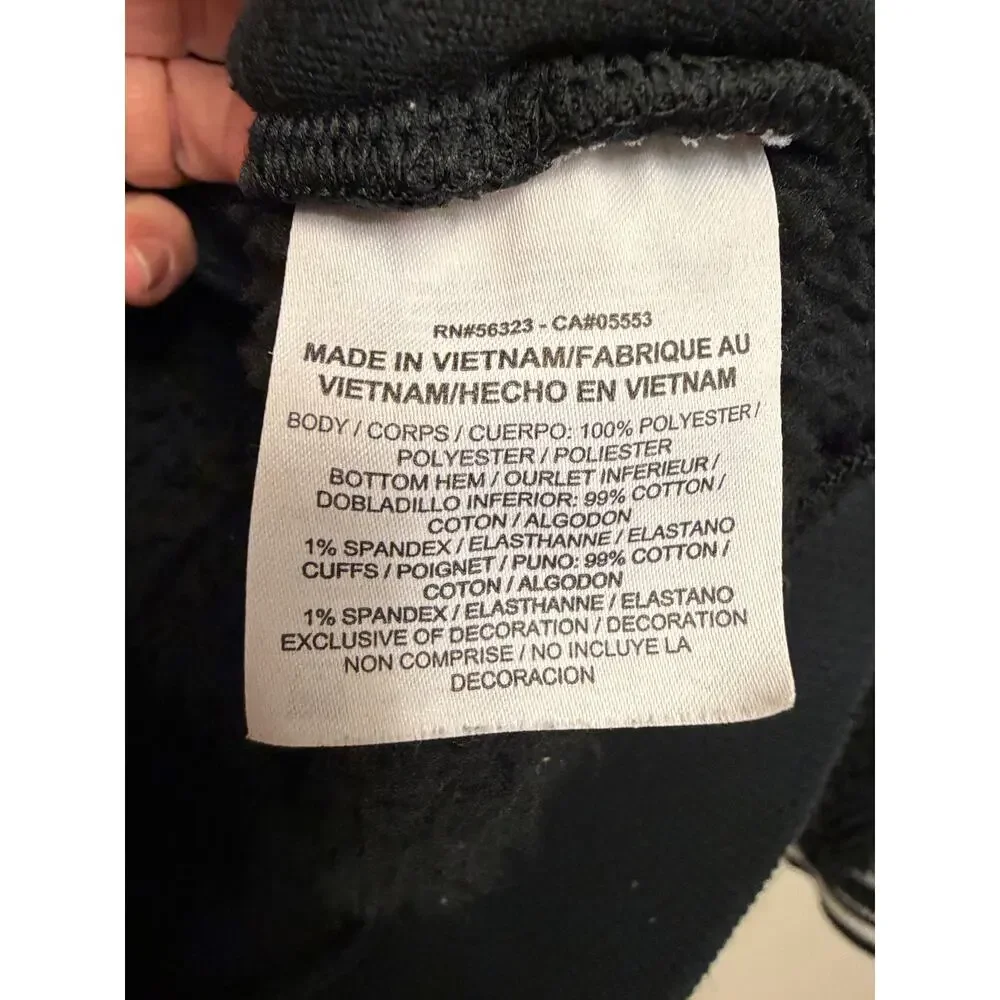 RN#56323 - CA#05553
MADE IN VIETNAM/FABRIQUE AU
VIETNAM/HECHO EN VIETNAM
BODY / CORPS / CUERPO: 100% POLYESTER /
POLYESTER / POLIESTER
BOTTOM HEM / OURLET INFERIEUR /
DOBLADILLO INFERIOR: 99% COTTON /
COTON / ALGODON
1% SPANDEX / ELASTHANNE / ELASTANO
CUFFS / POIGNET / PUNO: 99% COTTON /
COTON / ALGODON
1% SPANDEX / ELASTHANNE / ELASTANO
EXCLUSIVE OF DECORATION / DECORATION
NON COMPRISE / NO INCLUYE LA
DECORACION